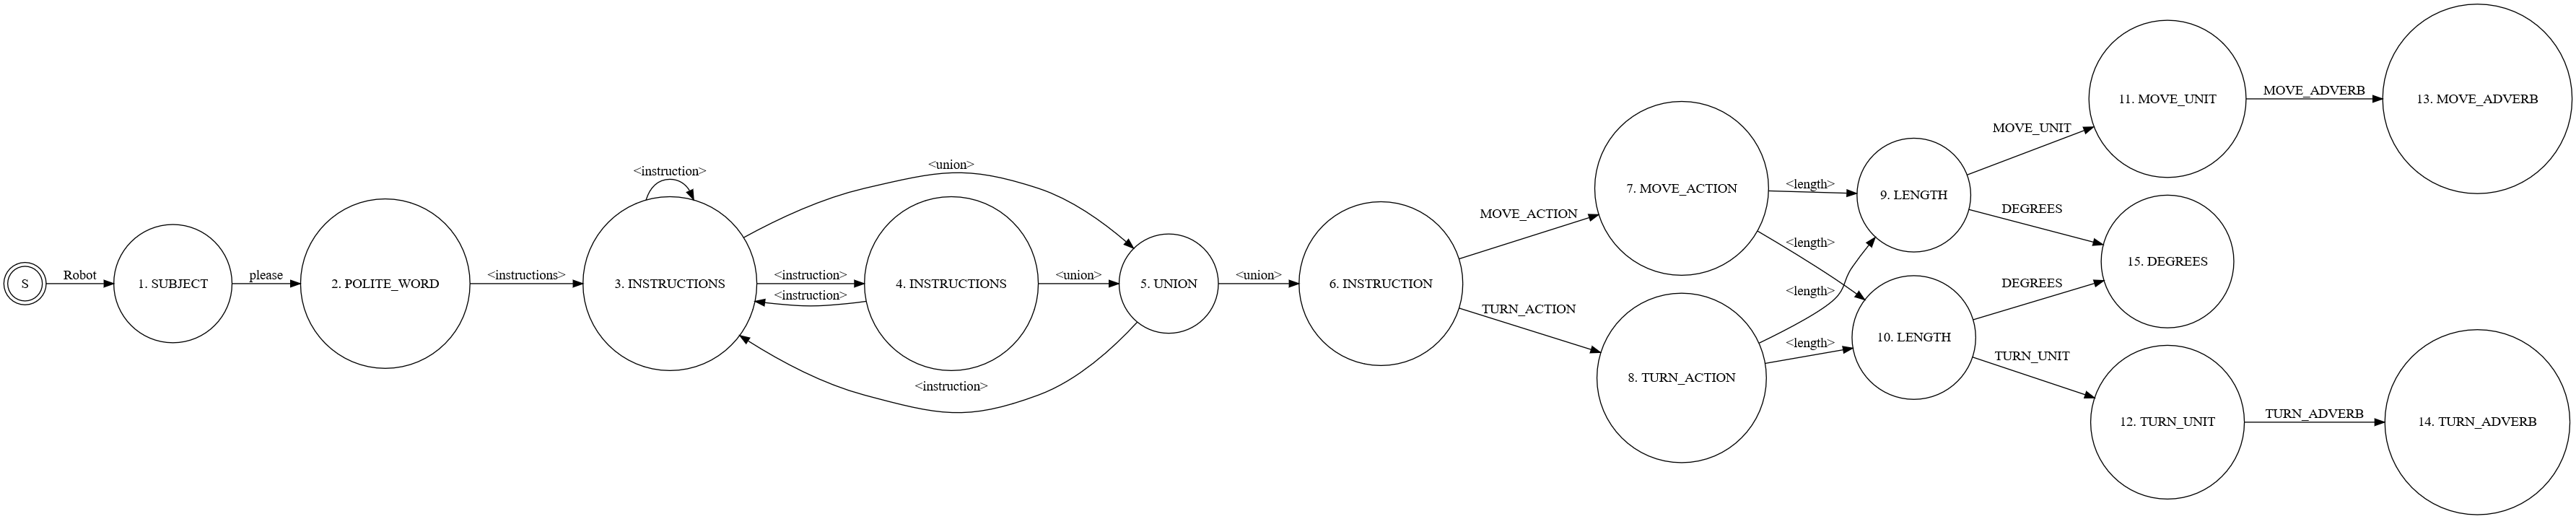 S
Robot
1. SUBJECT
please
2. POLITE_WORD
<instructions>
3. INSTRUCTIONS
<instruction>
<instruction>
<instruction>
4. INSTRUCTIONS
<union>
<union>
<instruction>
5. UNION
<union>
6. INSTRUCTION
MOVE_ACTION
TURN_ACTION
7. MOVE_ACTION
8. TURN_ACTION
<length>
<length>
<length>
<length>
9. LENGTH
10. LENGTH
MOVE_UNIT
DEGREES
DEGREES
TURN_UNIT
11. MOVE_UNIT
15. DEGREES
12. TURN_UNIT
MOVE_ADVERB
TURN_ADVERB
13. MOVE_ADVERB
14. TURN_ADVERB